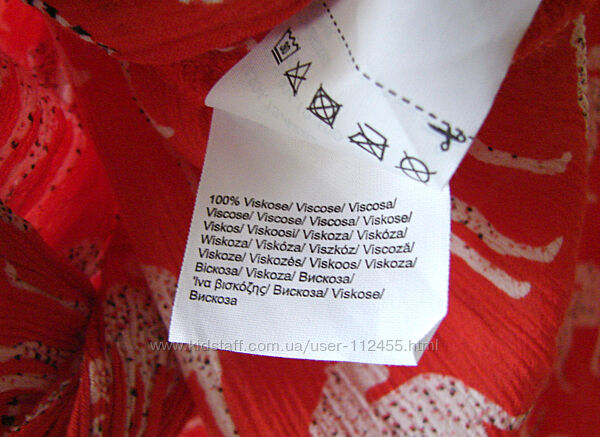 100% Viskose/ Viscose/ Viscosa/
Viscose/ Viscose/ Viscosa/ Viskose/
Viskos/ Viskoosi/ Viskoza/ Viskóza/
Wiskoza/ Viskóza/ Viszkóz/ Viscoză/
Viskoze/ Viskozės/ Viskoos/ Viskoza/
Віскоза/ Viskoza/ Вискоза/
Ίνα βισκόζης/ Вискоза/ Viskose/
Вискоза
www.kidstaff.com.ua/user-112455.html